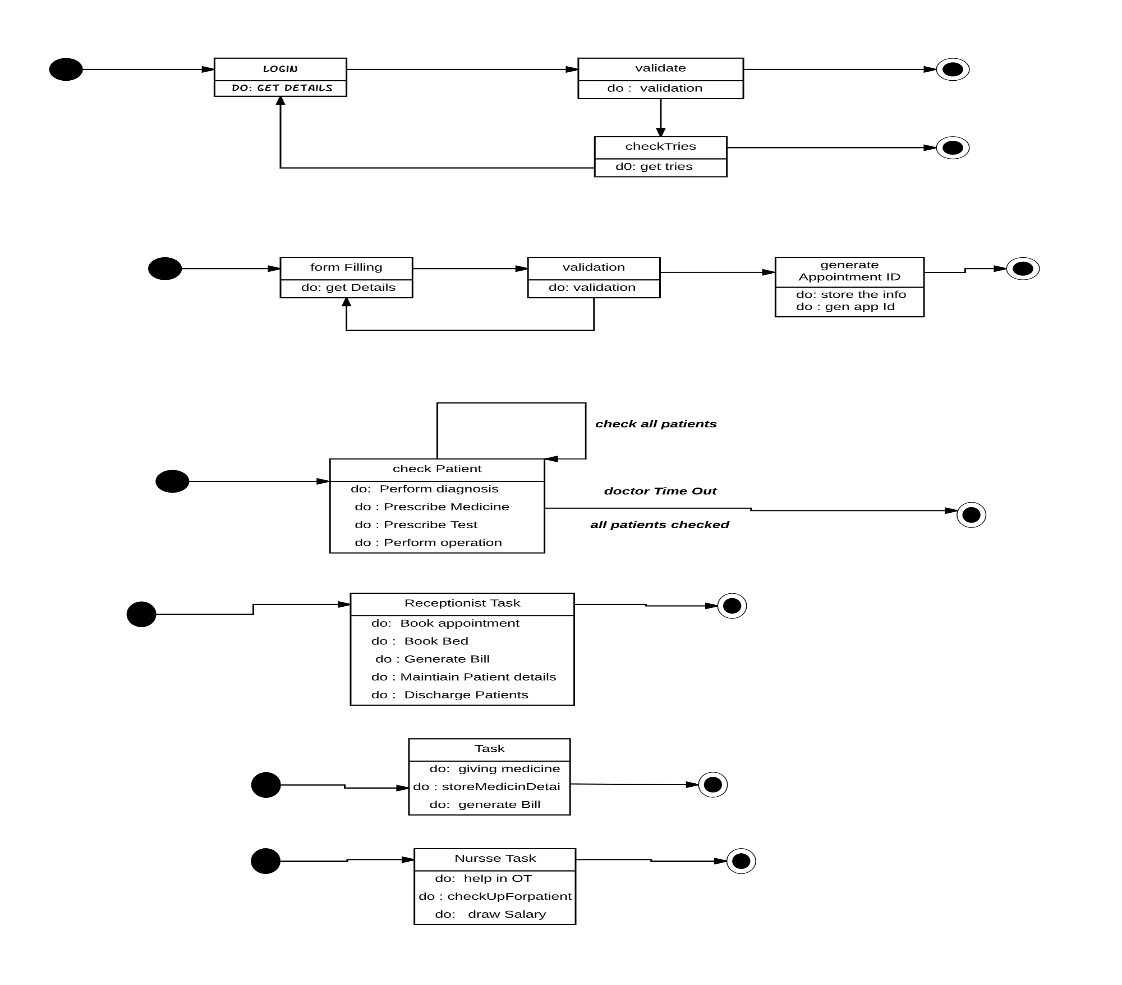 LOGIN
DO: GET DETAILS
validate
do : validation
checkTries
d0: get tries
form Filling
do: get Details
validation
do: validation
generate
Appointment ID
do: store the info
do : gen app Id
check all patients
check Patient
do: Perform diagnosis
do : Prescribe Medicine
do : Prescribe Test
do : Perform operation
doctor Time Out
all patients checked
Receptionist Task
do: Book appointment
do : Book Bed
do : Generate Bill
do : Maintiain Patient details
do : Discharge Patients
Task
do: giving medicine
do : storeMedicinDetai
do: generate Bill
Nursse Task
do: help in OT
do : checkUpForpatient
do: draw Salary